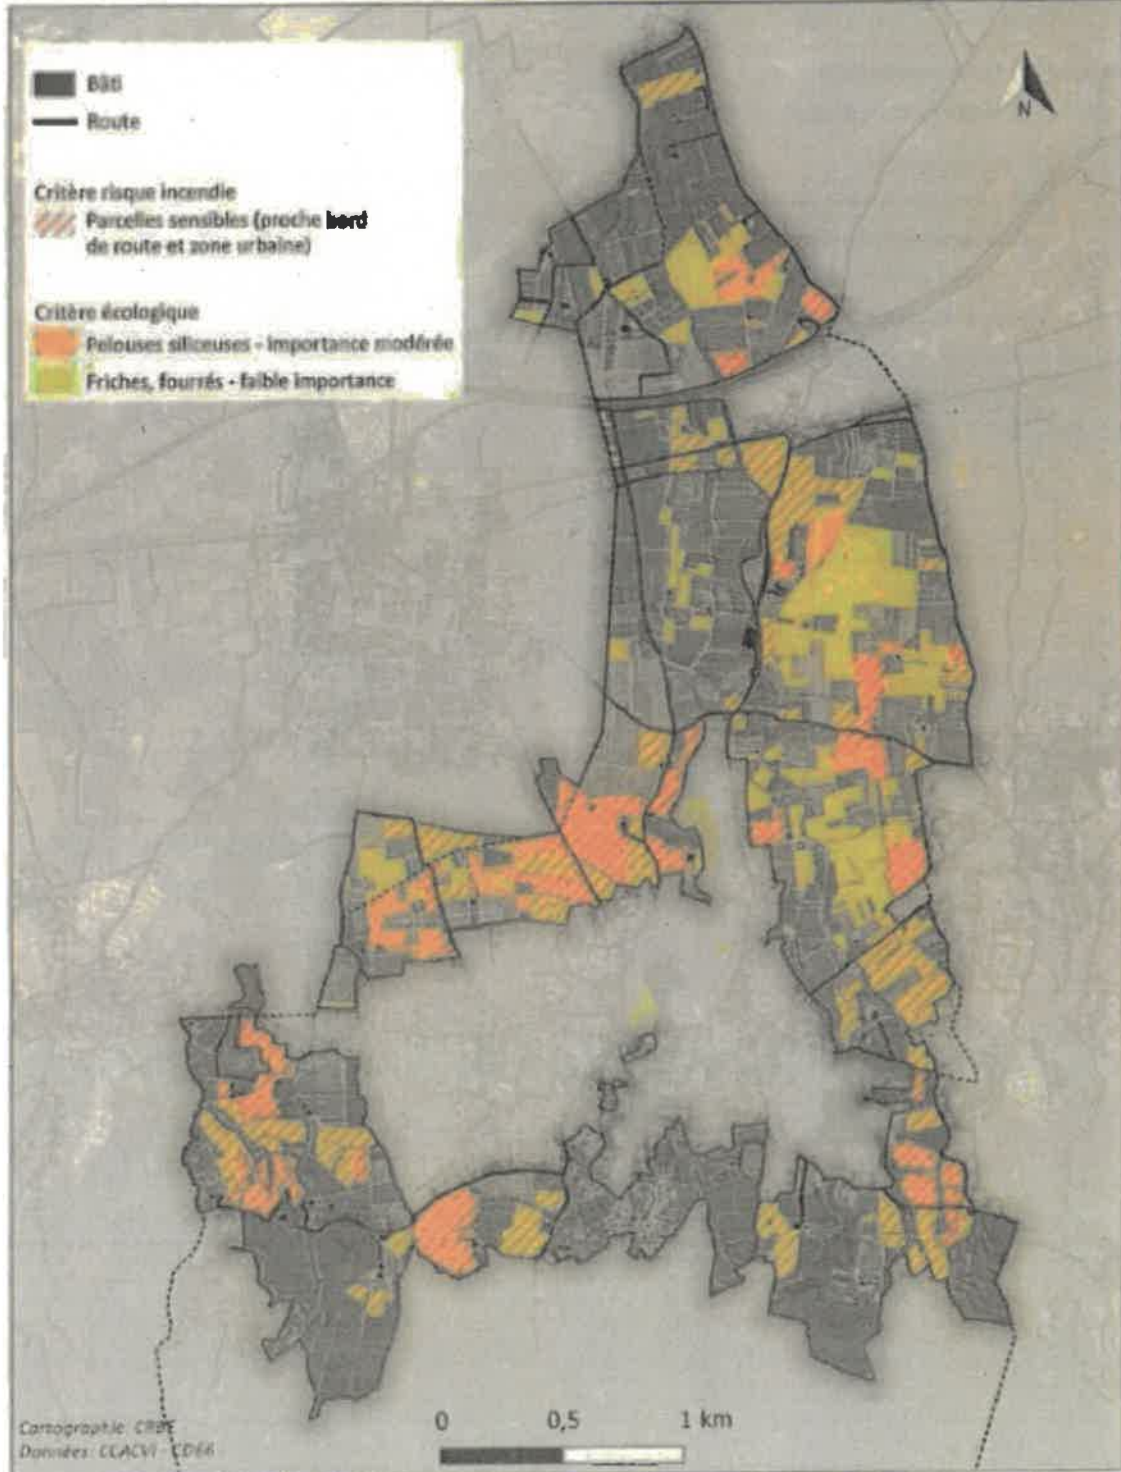 Bâti
Route
Critère risque incendie
Parcelles sensibles (proche bord
de route et zone urbaine)
Critère écologique
Pelouses siliceuses - importance modérée
Friches, fourrés - faible importance
N
0 0,5 1 km
Cartographie CRBE
Données CCACVI - CD66